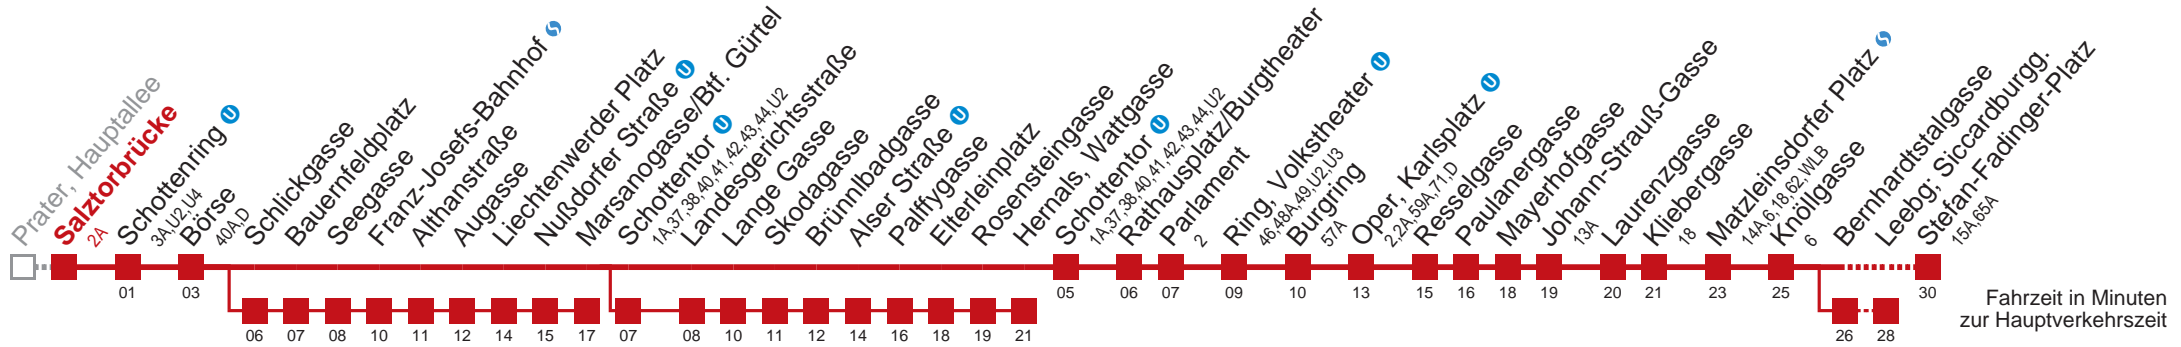 Prater, Hauptallee
Salztorbrücke
2A
Schottenring U
3A,U2,U4
Börse
40A,D
Schlickgasse
Bauernfeldplatz
Seegasse
Franz-Josefs-Bahnhof
Althanstraße
Augasse
Liechtenwerder Platz
Nußdorfer Straße U
Marsanogasse/Btf. Gürtel
Schottentor U
1A,37,38,40,41,42,43,44,U2
Landesgerichtsstraße
Lange Gasse
Skodagasse
Brünnlbadgasse
Alser Straße U
Palffygasse
Elterleinplatz
Rosensteingasse
Hernals, Wattgasse
Schottentor U
1A,37,38,40,41,42,43,44,U2
Rathausplatz/Burgtheater
Parlament
2
Ring, Volkstheater U
46,48A,49,U2,U3
Burgring
57A
Oper, Karlsplatz U
2,2A,59A,71,D
Resselgasse
Paulanergasse
Mayerhofgasse
Johann-Strauß-Gasse
13A
Laurenzgasse
Kliebergasse
18
Matzleinsdorfer Platz
14A,6,18,62,WLB
Knöllgasse
6
Bernhardtstalgasse
Leebg; Siccardburgg.
Stefan-Fadinger-Platz
15A,65A
01 03 05 06 07 09 10 13 15 16 18 19 20 21 23 25 30
06 07 08 10 11 12 14 15 17 07 08 10 11 12 14 16 18 19 21 26 28
Fahrzeit in Minuten
zur Hauptverkehrszeit